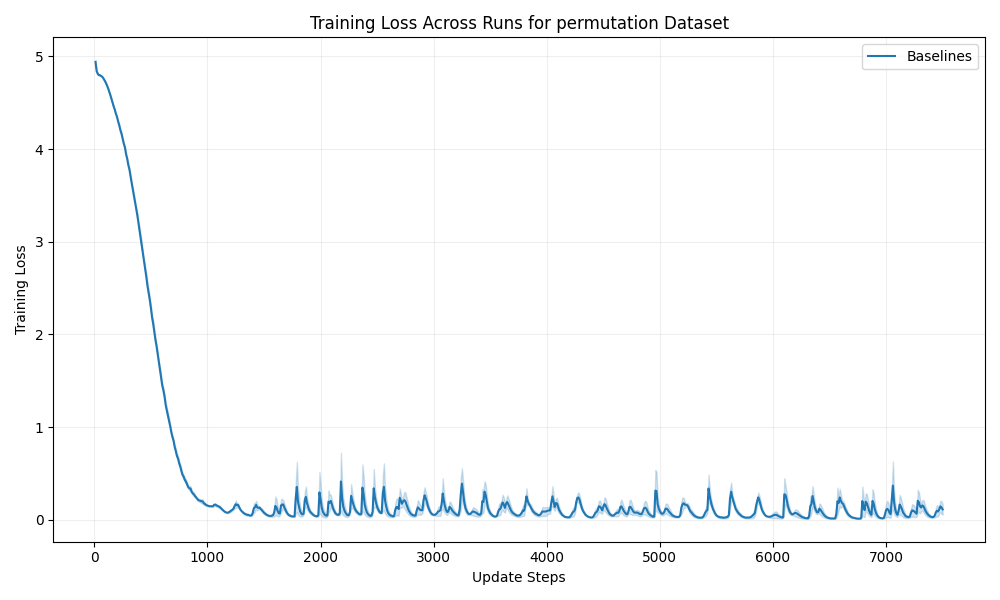 Training Loss Across Runs for permutation Dataset
Baselines
Training Loss
5
4
3
2
1
0
0 1000 2000 3000 4000 5000 6000 7000
Update Steps